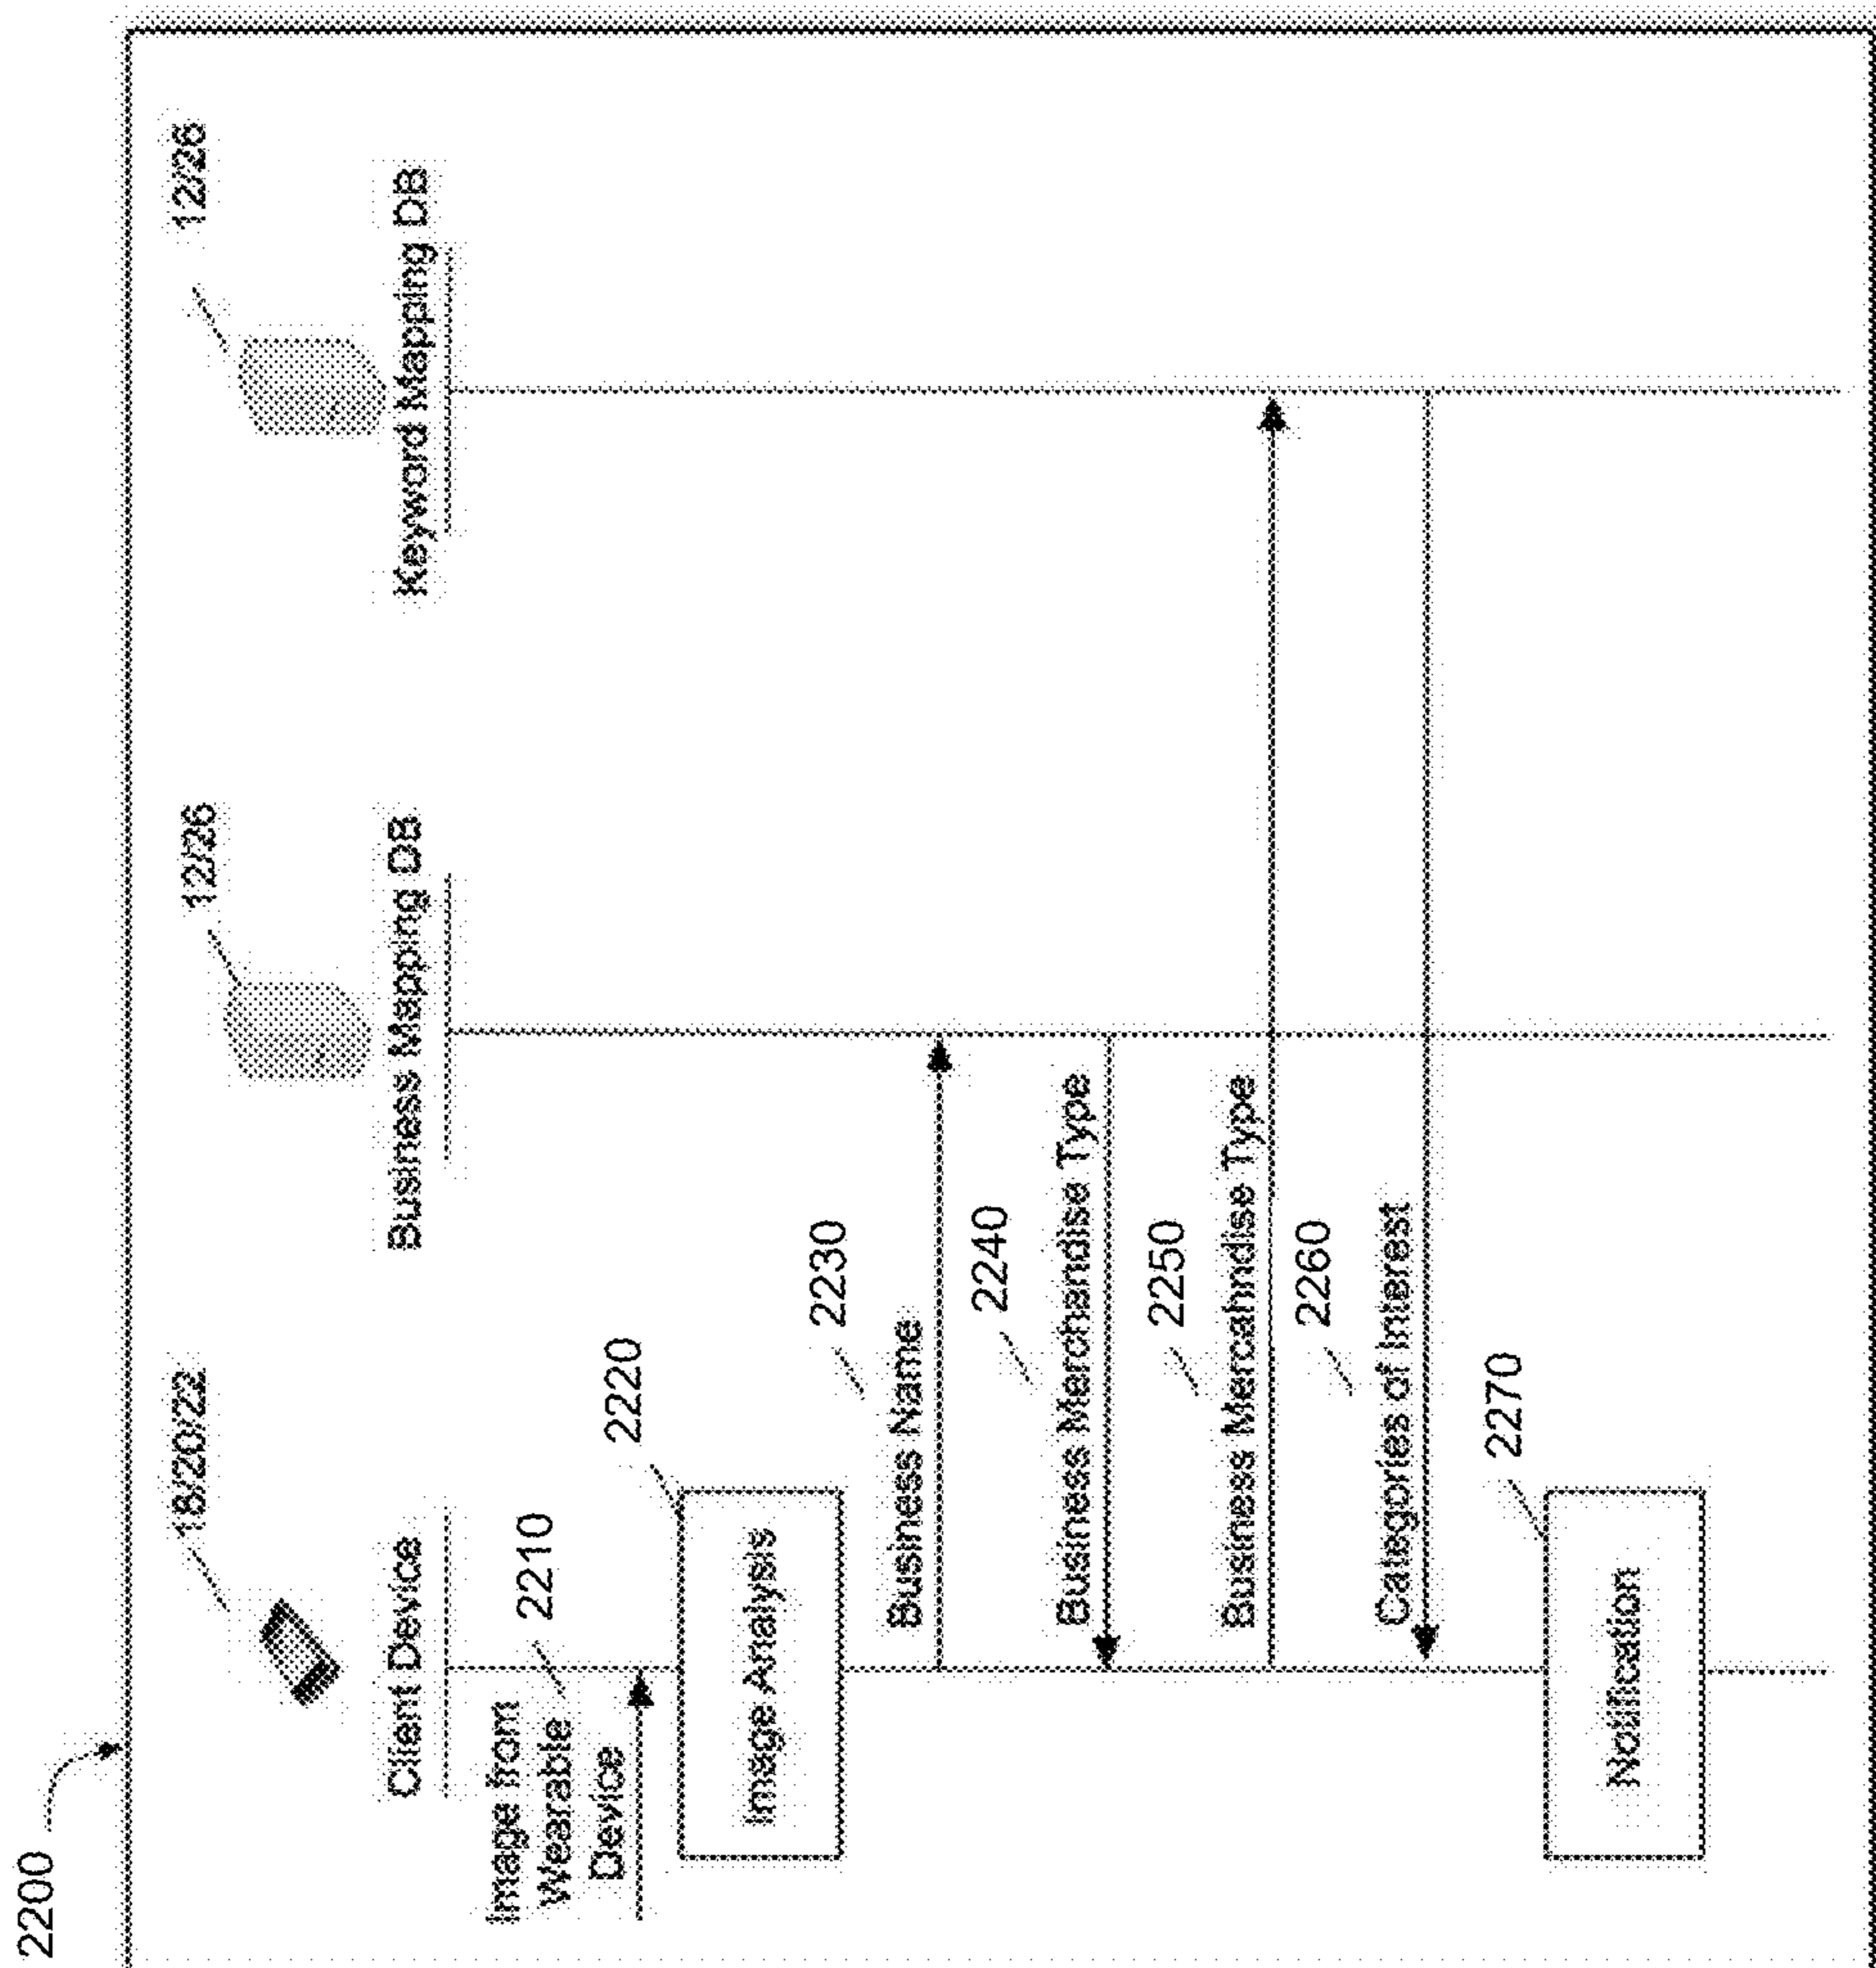 2200
18/20/22
12/26
12/26
Client Device
Business Mapping DB
Keyword Mapping DB
Image from
Wearable
Device
2210
2220
Image Analysis
2230
Business Name
2240
Business Merchandise Type
2250
Business Mercahndise Type
2260
Categories of Interest
2270
Notification